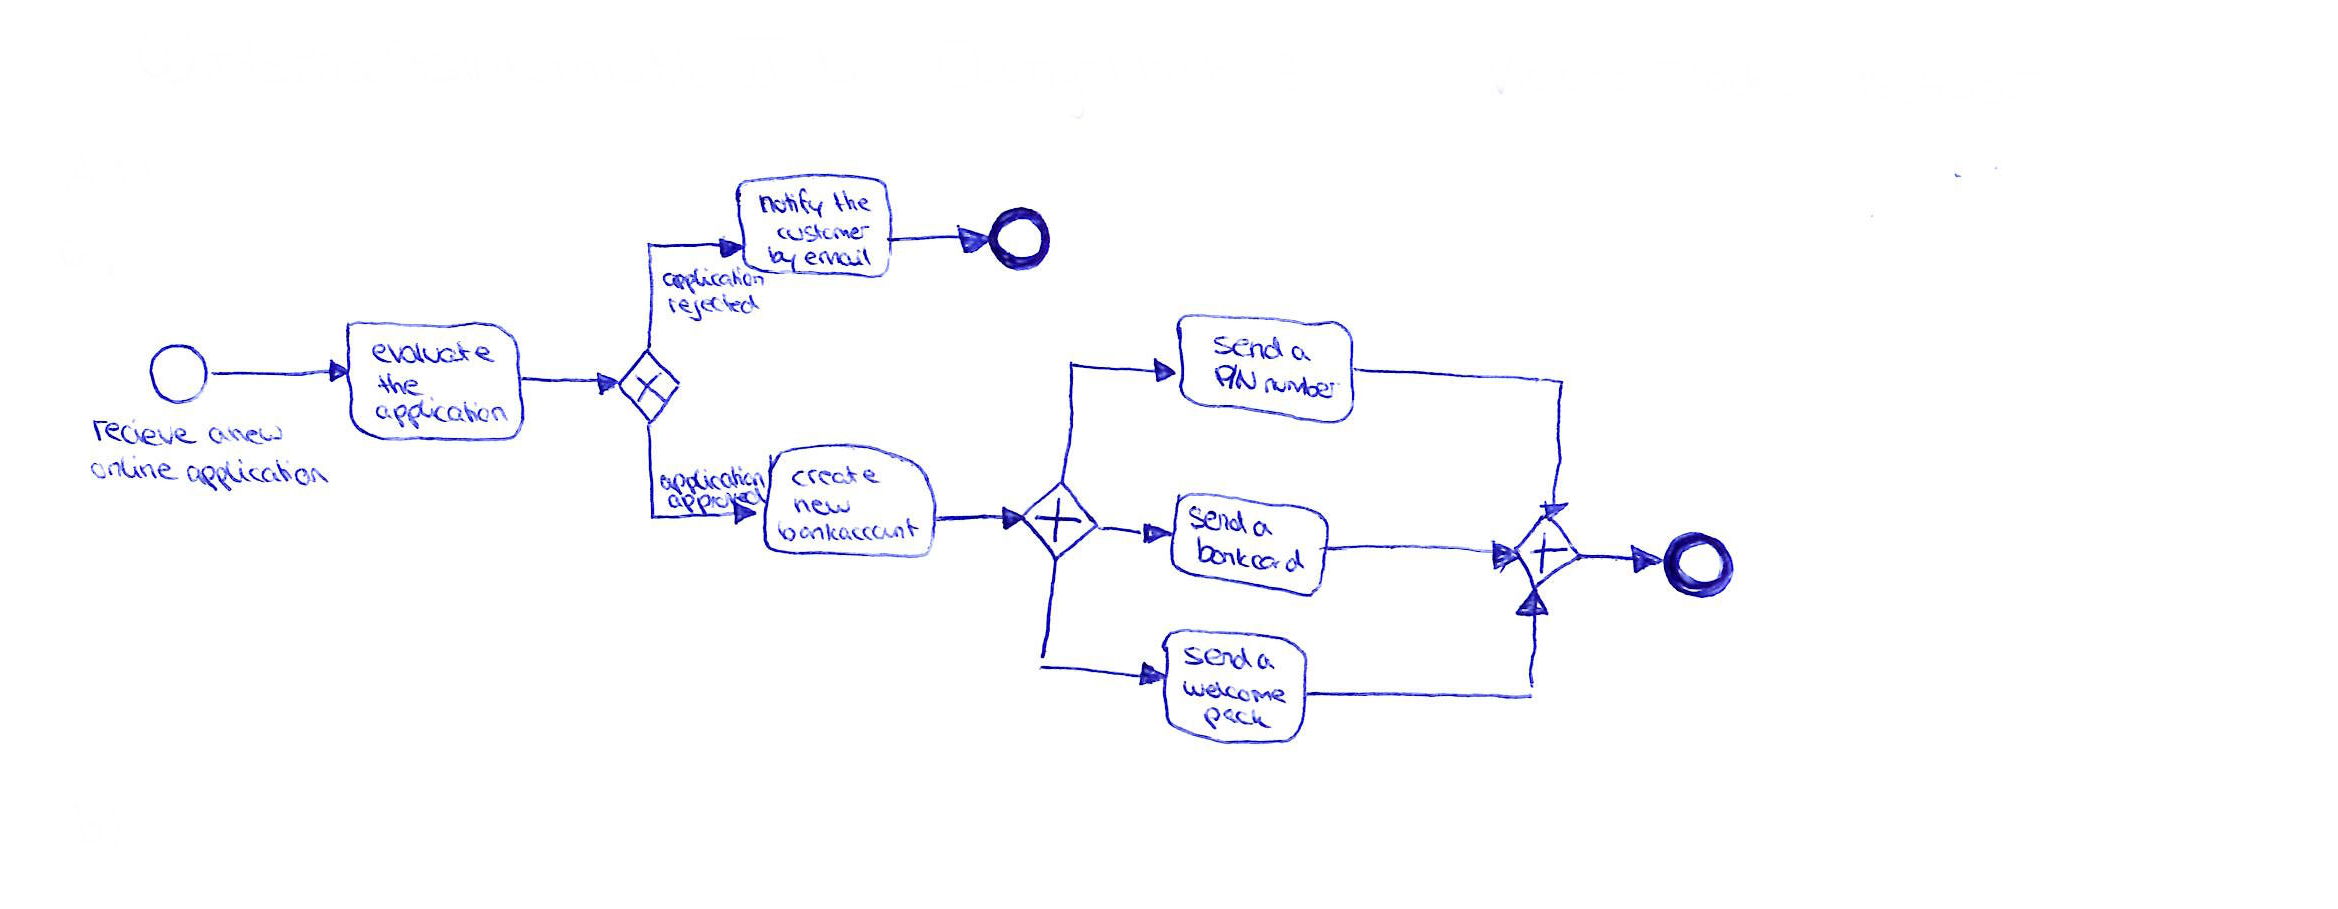 recieve a new
online application
evaluate
the
application
application
rejected
notify the
customer
by email
application
approved
create
new
bankaccount
send a
PIN number
send a
bankcard
send a
welcome
pack